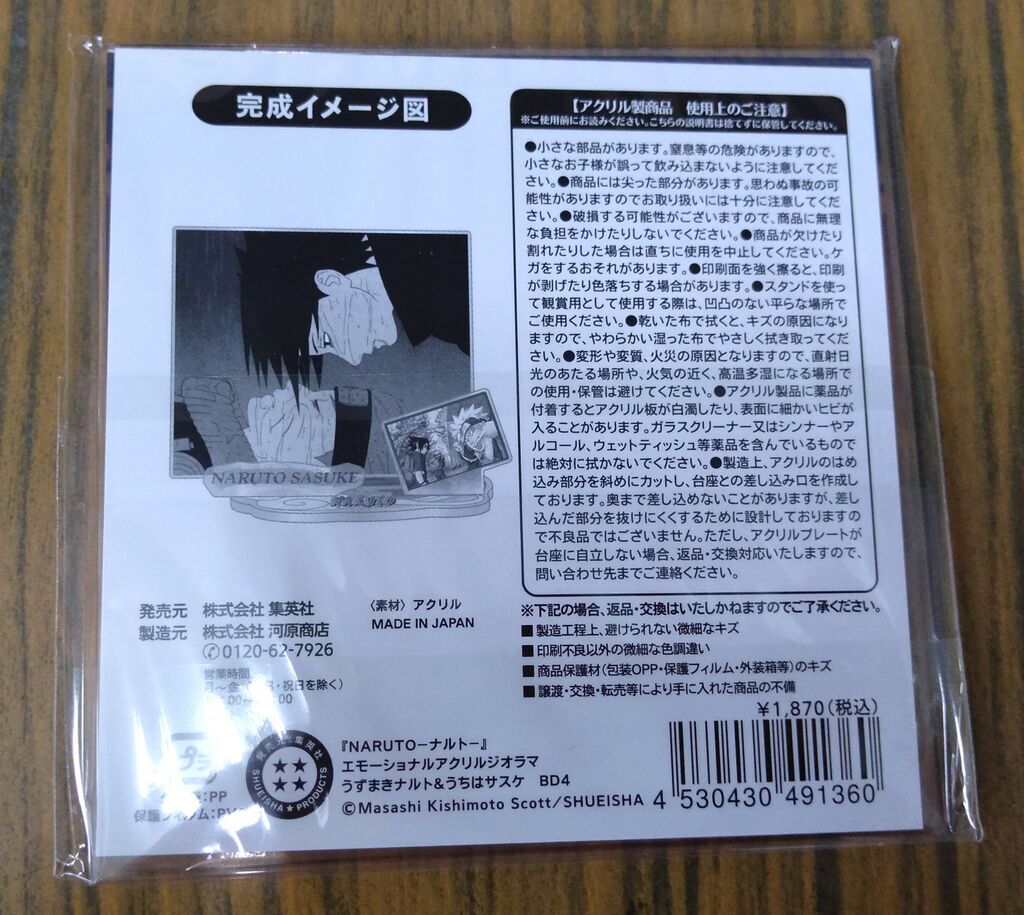 完成イメージ図
NARUTO SASUKE
NARUTO
【アクリル製商品 使用上のご注意】
※ご使用前にお読みください。こちらの説明書は捨てずに保管してください。
●小さな部品があります。窒息等の危険がありますので、
小さなお子様が誤って飲み込まないように注意してくだ
さい。●商品には尖った部分があります。思わぬ事故の可
能性がありますのでお取り扱いには十分に注意してくださ
い。●破損する可能性がございますので、商品に無理
な負担をかけたりしないでください。●商品が欠けたり
割れたりした場合は直ちに使用を中止してください。ケ
ガをするおそれがあります。●印刷面を強く擦ると、印刷
が剥げたり色落ちする場合があります。●スタンドを使っ
て観賞用として使用する際は、凹凸のない平らな場所で
ご使用ください。●乾いた布で拭くと、キズの原因になり
ますので、やわらかい湿った布でやさしく拭き取ってくださ
い。●変形や変質、火災の原因となりますので、直射日
光のあたる場所や、火気の近く、高温多湿になる場所で
の使用・保管は避けてください。●アクリル製品に薬品が
付着するとアクリル板が白濁したり、表面に細かいヒビが
入ることがあります。ガラスクリーナー又はシンナーやア
ルコール、ウェットティッシュ等薬品を含んでいるもので
は絶対に拭かないでください。●製造上、アクリルのはめ
込み部分を斜めにカットし、台座との差し込み口を作成し
ております。奥まで差し込めないことがありますが、差し
込んだ部分を抜けにくくするために設計しておりますの
で不良品ではございません。ただし、アクリルプレートが
台座に自立しない場合、返品・交換対応いたしますので、
問い合わせ先までご連絡ください。
発売元 株式会社 集英社
製造元 株式会社 河原商店
0120-62-7926
営業時間
月～金 日・祝日を除く）
〈素材〉 アクリル
MADE IN JAPAN
※下記の場合、返品・交換はいたしかねますのでご了承ください。
■製造工程上、避けられない微細なキズ
■印刷不良以外の微細な色調違い
■商品保護材（包装OPP・保護フィルム・外装箱等）のキズ
■譲渡・交換・転売等により手に入れた商品の不備
¥1,870(税込)
プラ
:PP
保護フィルム:
発売元 集英社
SHUEISHA ★ PRODUCTS
『NARUTO－ナルト－』
エモーショナルアクリルジオラマ
うずまきナルト&うちはサスケ BD4
©Masashi Kishimoto Scott/SHUEISHA
4 530430 491360